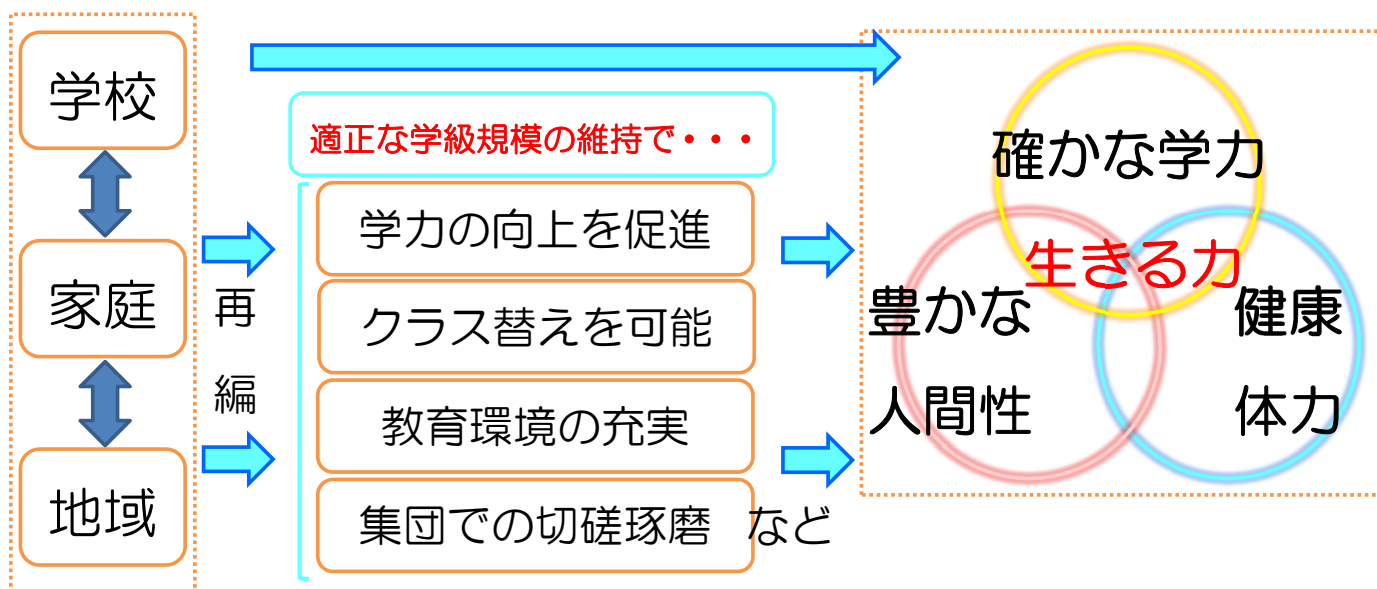 学校
家庭
地域
再
編
適正な学級規模の維持で・・・
学力の向上を促進
クラス替えを可能
教育環境の充実
集団での切磋琢磨　など
確かな学力
生きる力
豊かな
人間性
健康
体力